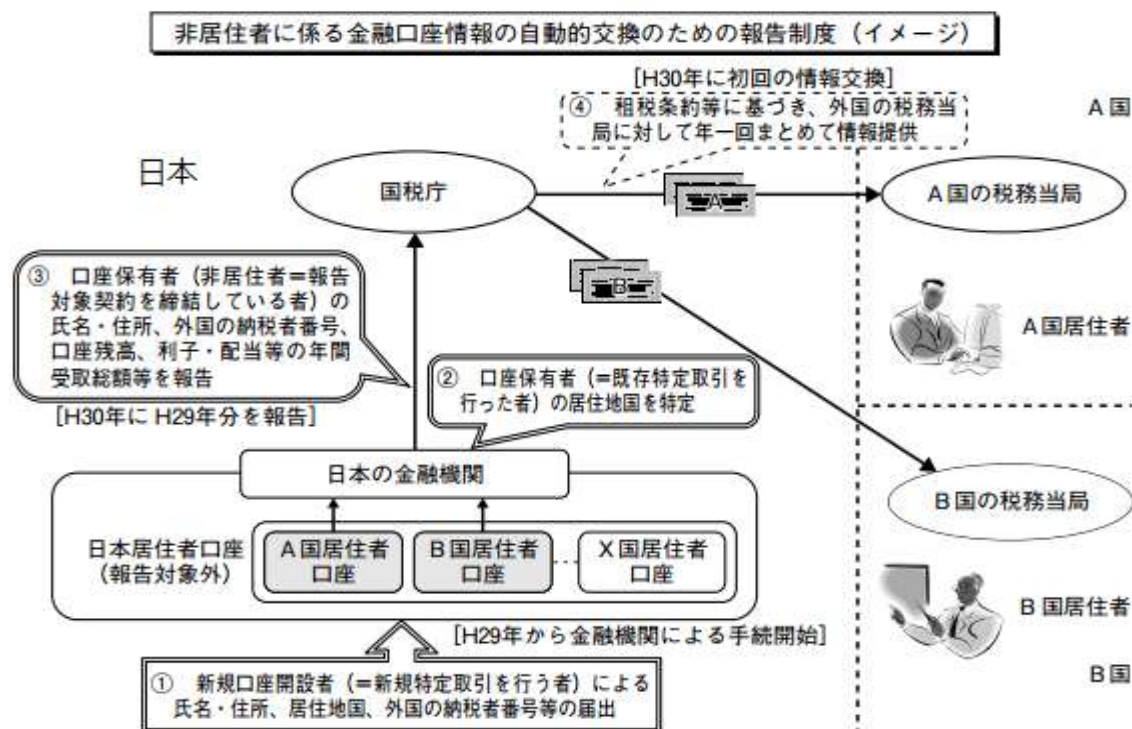 非居住者に係る金融口座情報の自動的交換のための報告制度（イメージ）
[H30年に初回の情報交換]
④ 租税条約等に基づき、外国の税務当
局に対して年一回まとめて情報提供
A国
日本
国税庁
A
A国の税務当局
B
③ 口座保有者（非居住者＝報告
対象契約を締結している者）の
氏名・住所、外国の納税者番号、
口座残高、利子・配当等の年間
受取総額等を報告
[H30年に H29年分を報告]
A国居住者
② 口座保有者（＝既存特定取引を
行った者）の居住地国を特定
日本の金融機関
B国の税務当局
日本居住者口座
（報告対象外）
A国居住者
口座
B国居住者
口座
X国居住者
口座
B国居住者
[H29年から金融機関による手続開始]
B国
① 新規口座開設者（＝新規特定取引を行う者）による
氏名・住所、居住地国、外国の納税者番号等の届出